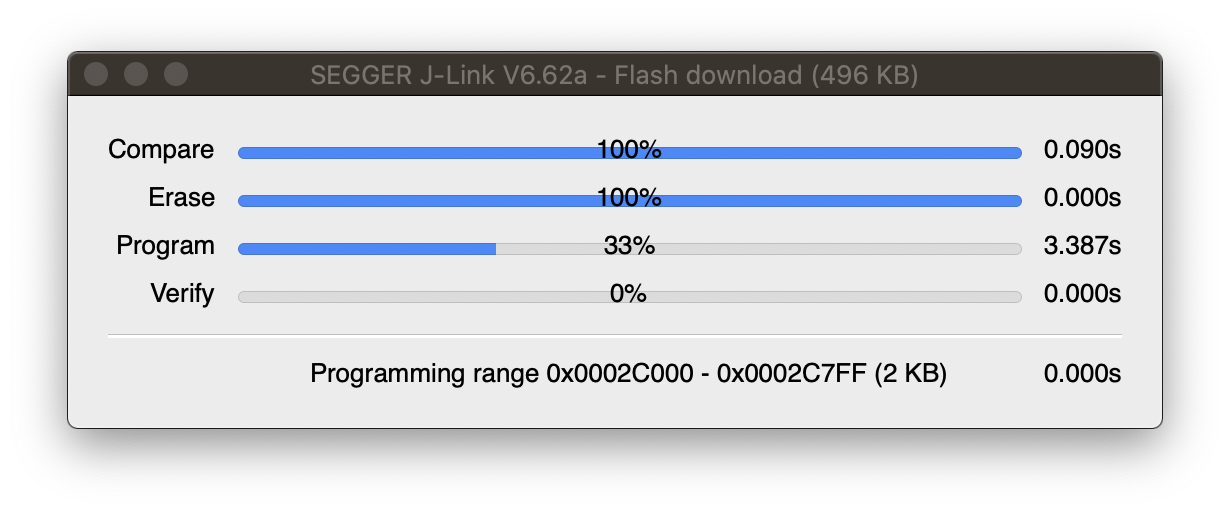 SEGGER J-Link V6.62a - Flash download (496 KB)
Compare 100% 0.090s
Erase 100% 0.000s
Program 33% 3.387s
Verify 0% 0.000s
Programming range 0x0002C000 - 0x0002C7FF (2 KB) 0.000s